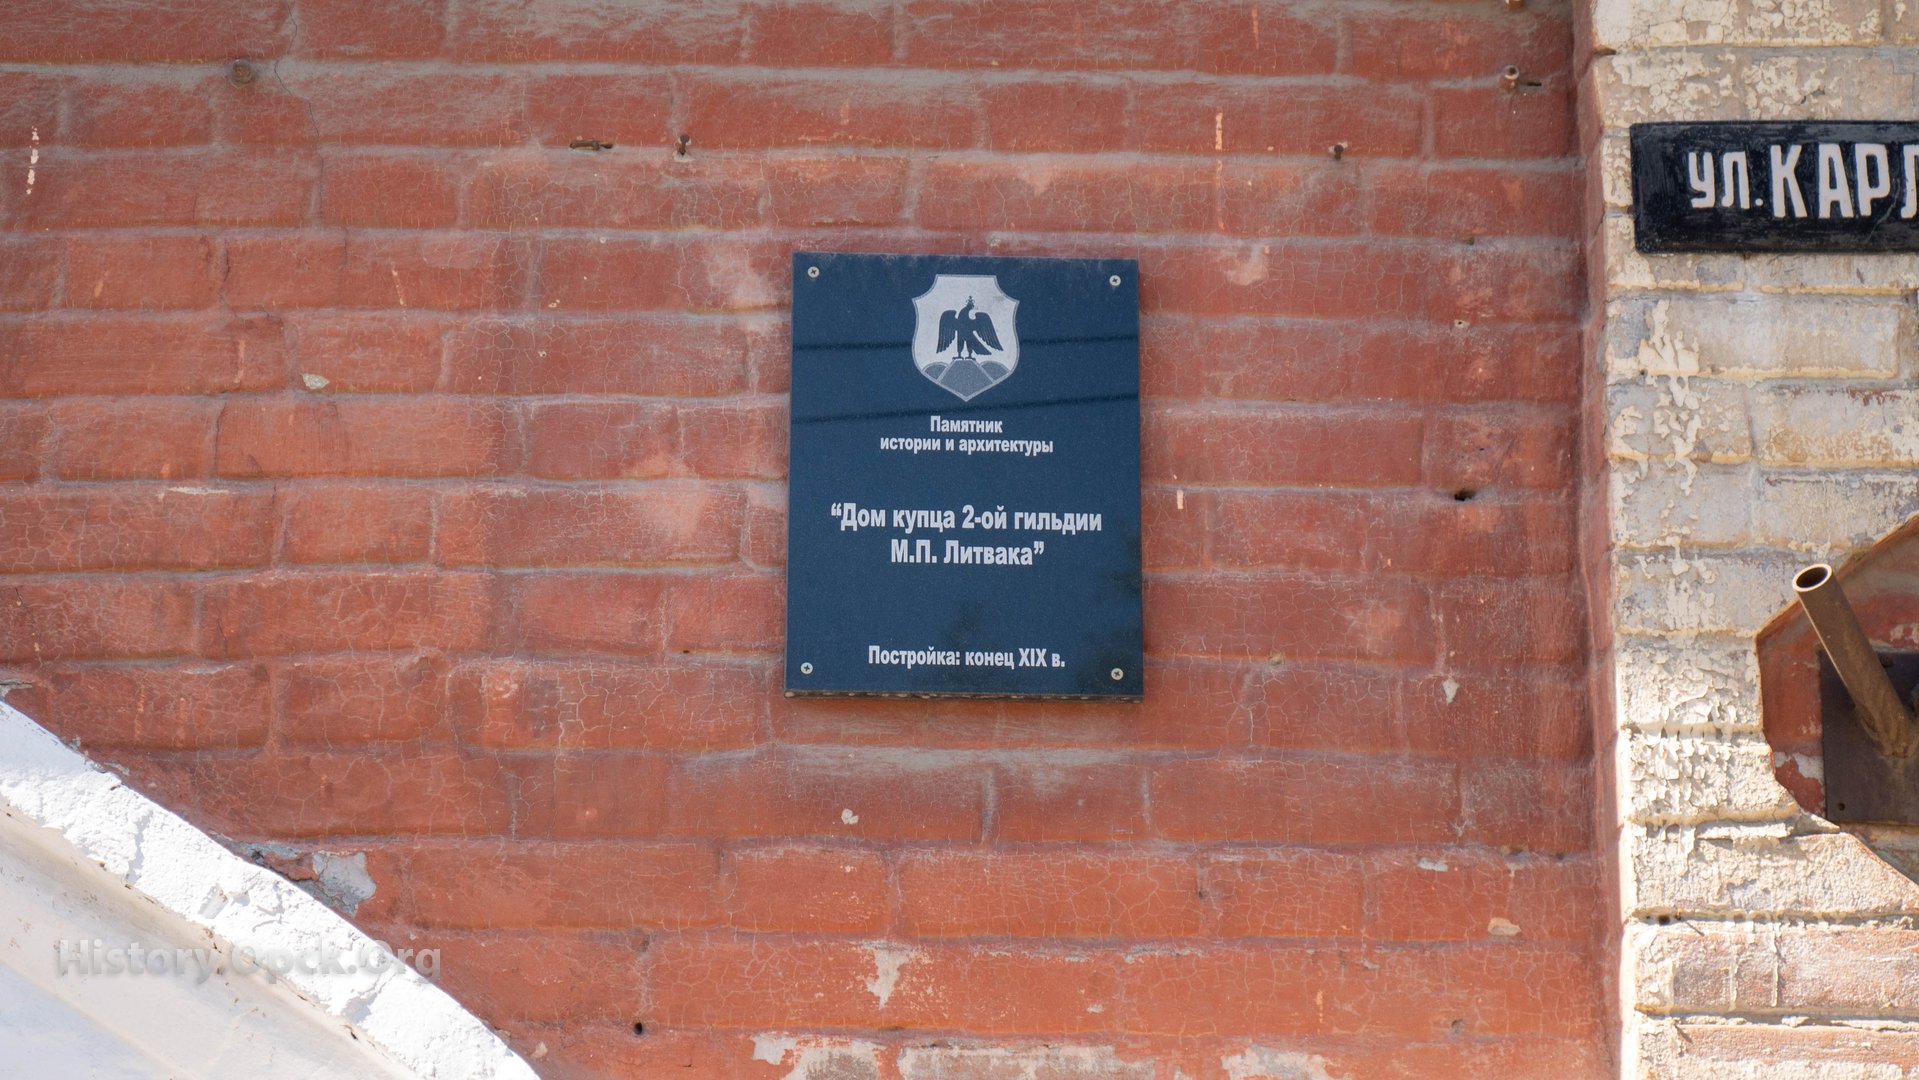 ул. КАРЛ
Памятник
истории и архитектуры
“Дом купца 2-ой гильдии
М.П. Литвака”
Постройка: конец XIX в.
History.Opck.Org